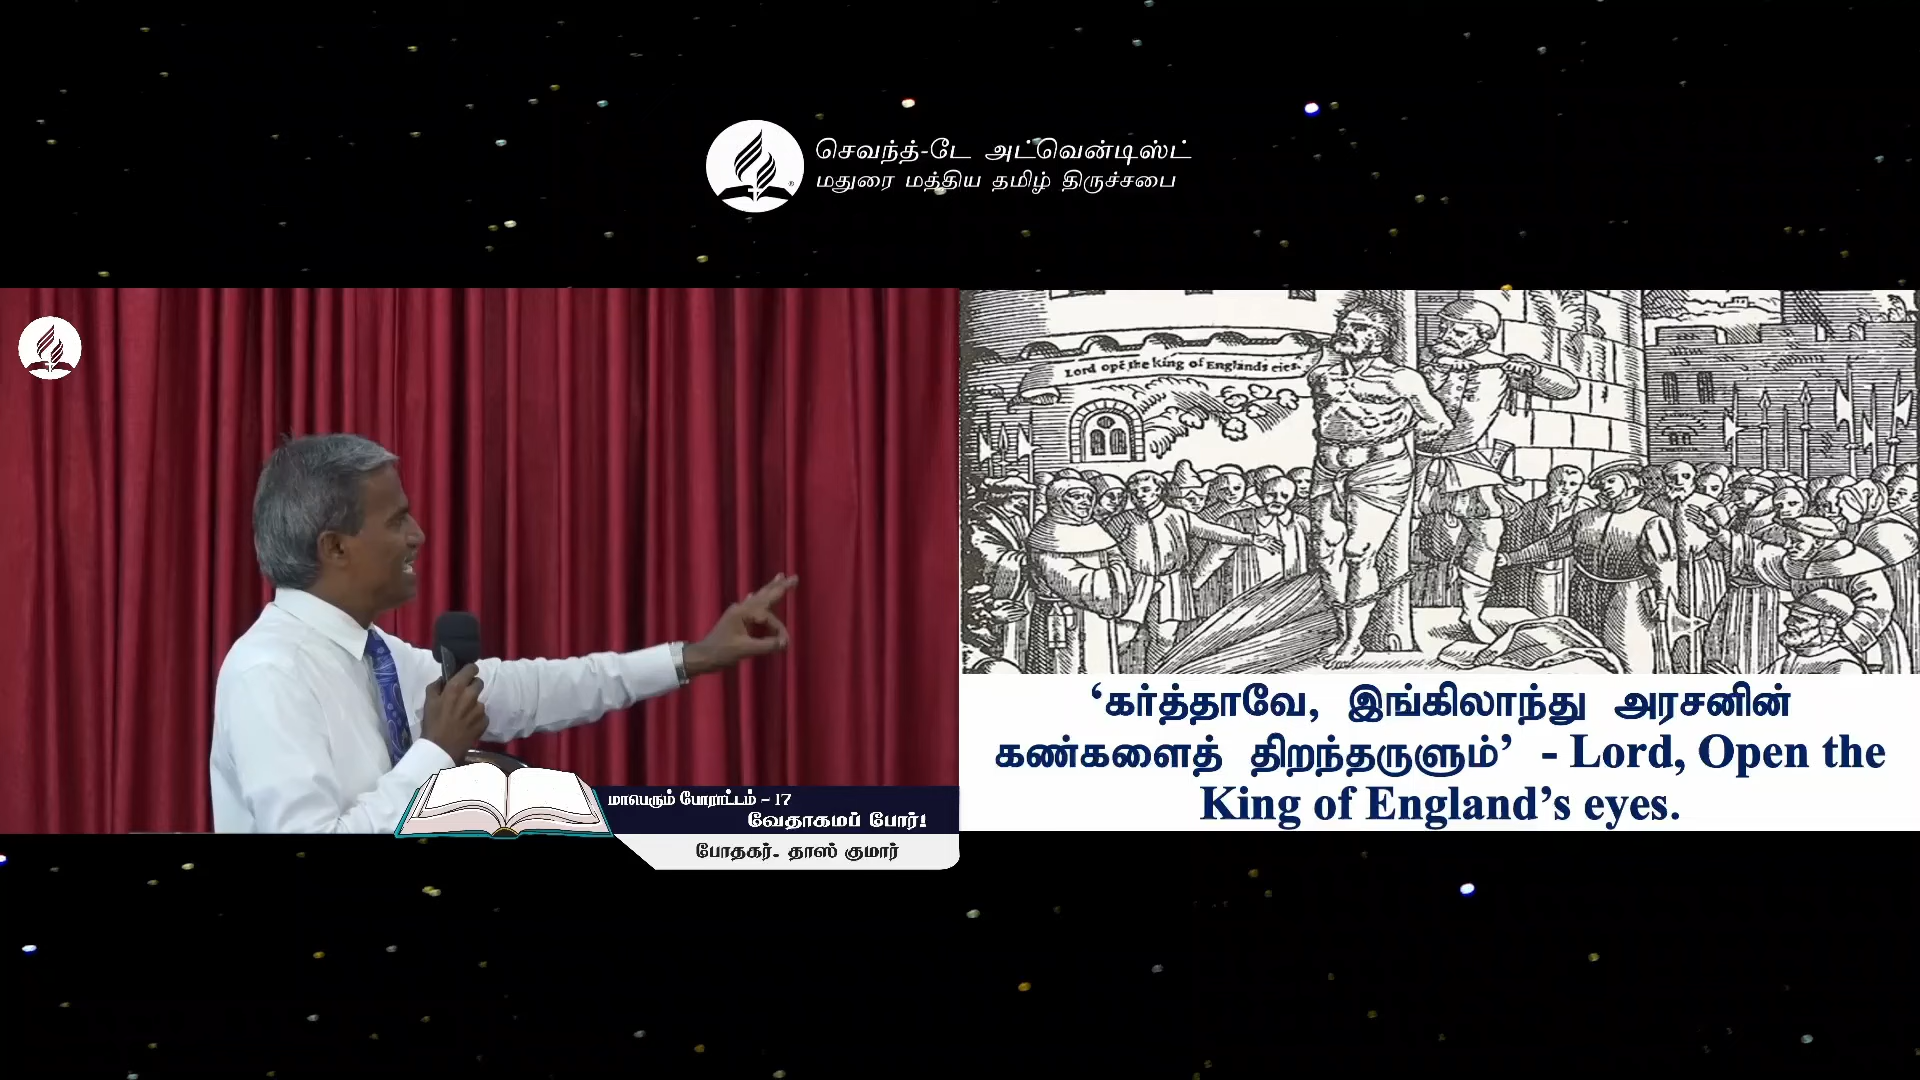 செவந்த்-டே அட்வென்டிஸ்ட்
மதுரை மத்திய தமிழ் திருச்சபை
Lord opẽ the king of Englands eies.
‘கர்த்தாவே, இங்கிலாந்து அரசனின்
கண்களைத் திறந்தருளும்’ - Lord, Open the
King of England’s eyes.
மாபெரும் போராட்டம் - 17
வேதாகமப் போர்!
போதகர். தாஸ் குமார்